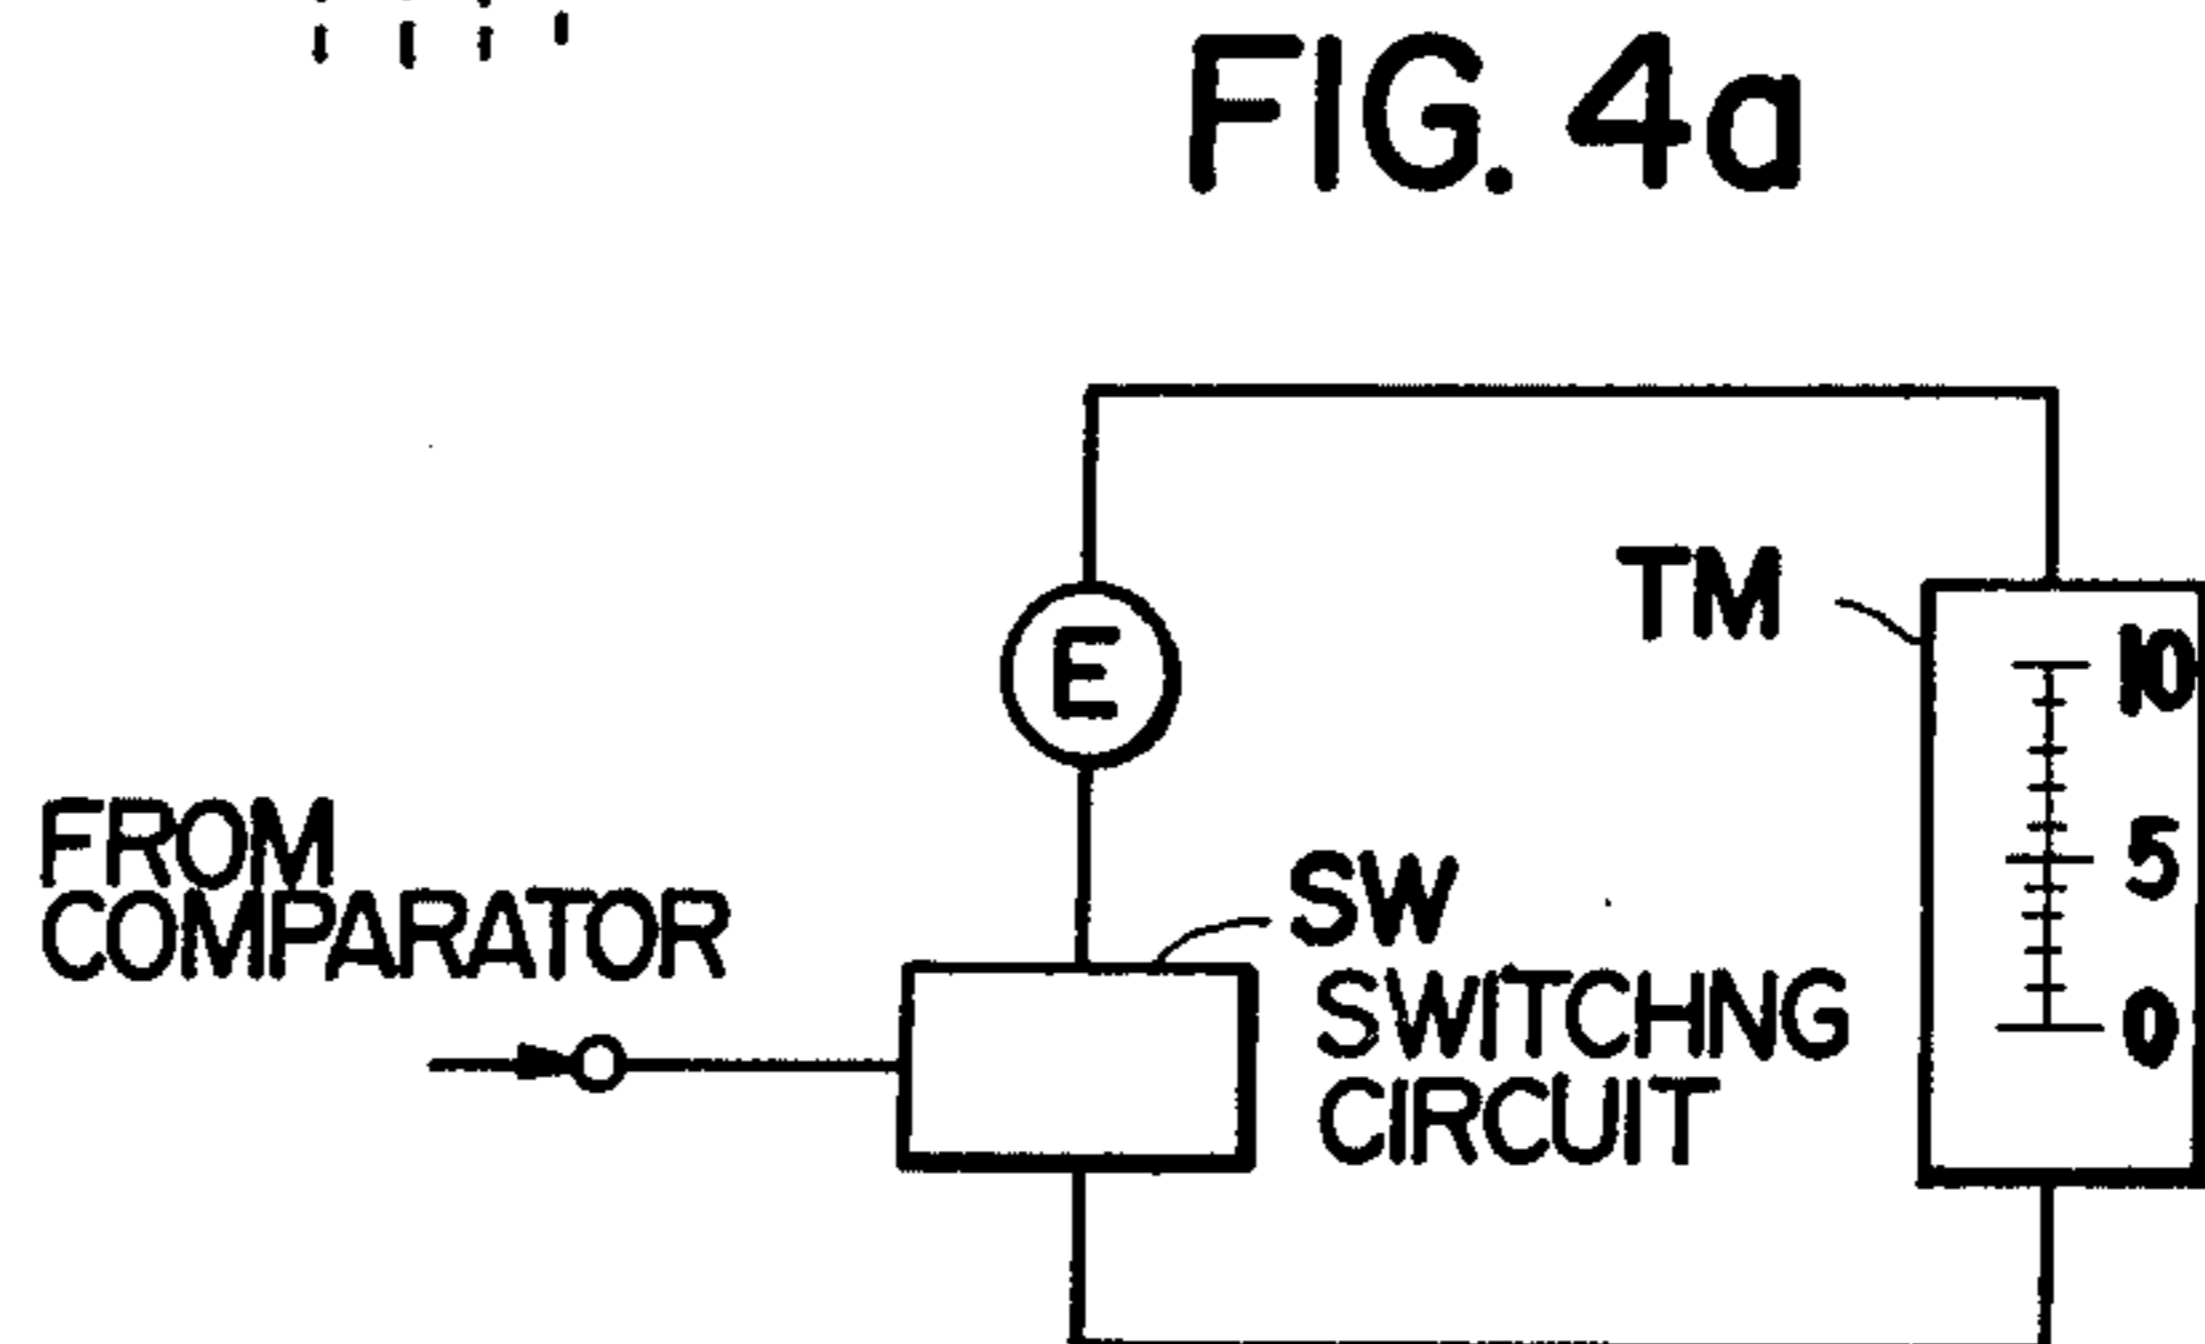 FIG. 4a
E
TM
10
5
0
FROM
COMPARATOR
SW
SWITCHNG
CIRCUIT